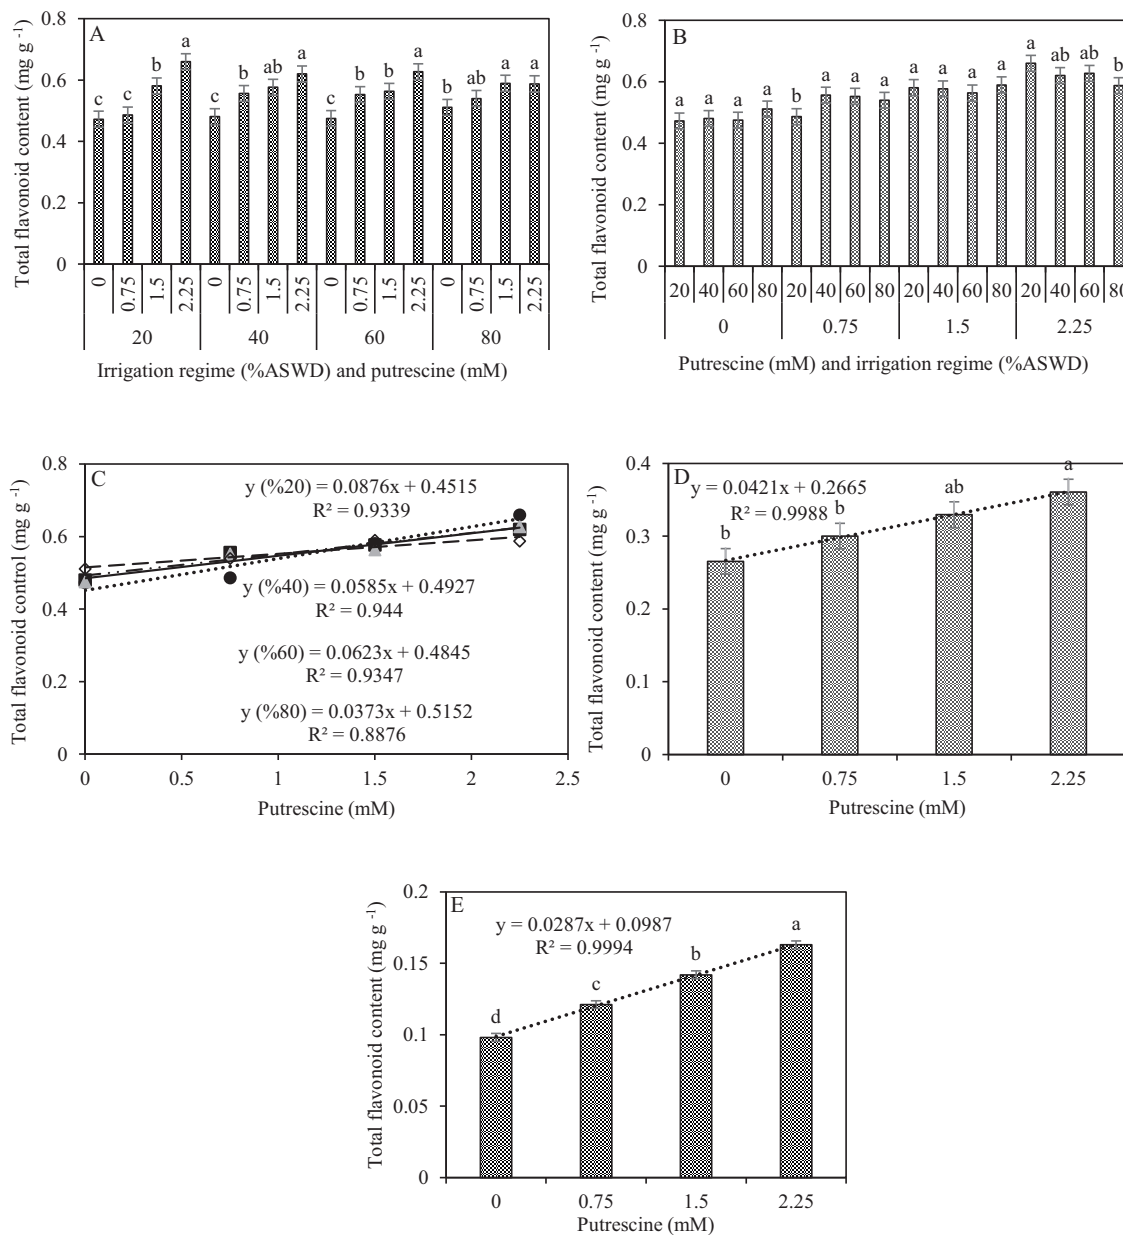 A
Total flavonoid content (mg g -1)
0.8
0.6
0.4
0.2
0
c c b a b ab a c b b a b ab a a
c
0 0.75 1.5 2.25 0 0.75 1.5 2.25 0 0.75 1.5 2.25 0 0.75 1.5 2.25
20 40 60 80
Irrigation regime (%ASWD) and putrescine (mM)
B
Total flavonoid content (mg g -1)
0.8
0.6
0.4
0.2
0
a a a a b a a a a a a a a ab ab b
20 40 60 80 20 40 60 80 20 40 60 80 20 40 60 80
0 0.75 1.5 2.25
Putrescine (mM) and irrigation regime (%ASWD)
C
Total flavonoid control (mg g -1)
0.8
0.6
0.4
0.2
0
y (%20) = 0.0876x + 0.4515
R² = 0.9339
y (%40) = 0.0585x + 0.4927
R² = 0.944
y (%60) = 0.0623x + 0.4845
R² = 0.9347
y (%80) = 0.0373x + 0.5152
R² = 0.8876
0 0.5 1 1.5 2 2.5
Putrescine (mM)
D
Total flavonoid content (mg g -1)
0.4
0.3
0.2
0.1
0
y = 0.0421x + 0.2665
R² = 0.9988
b b ab a
0 0.75 1.5 2.25
Putrescine (mM)
E
Total flavonoid content (mg g -1)
0.2
0.15
0.1
0.05
0
y = 0.0287x + 0.0987
R² = 0.9994
d c b a
0 0.75 1.5 2.25
Putrescine (mM)